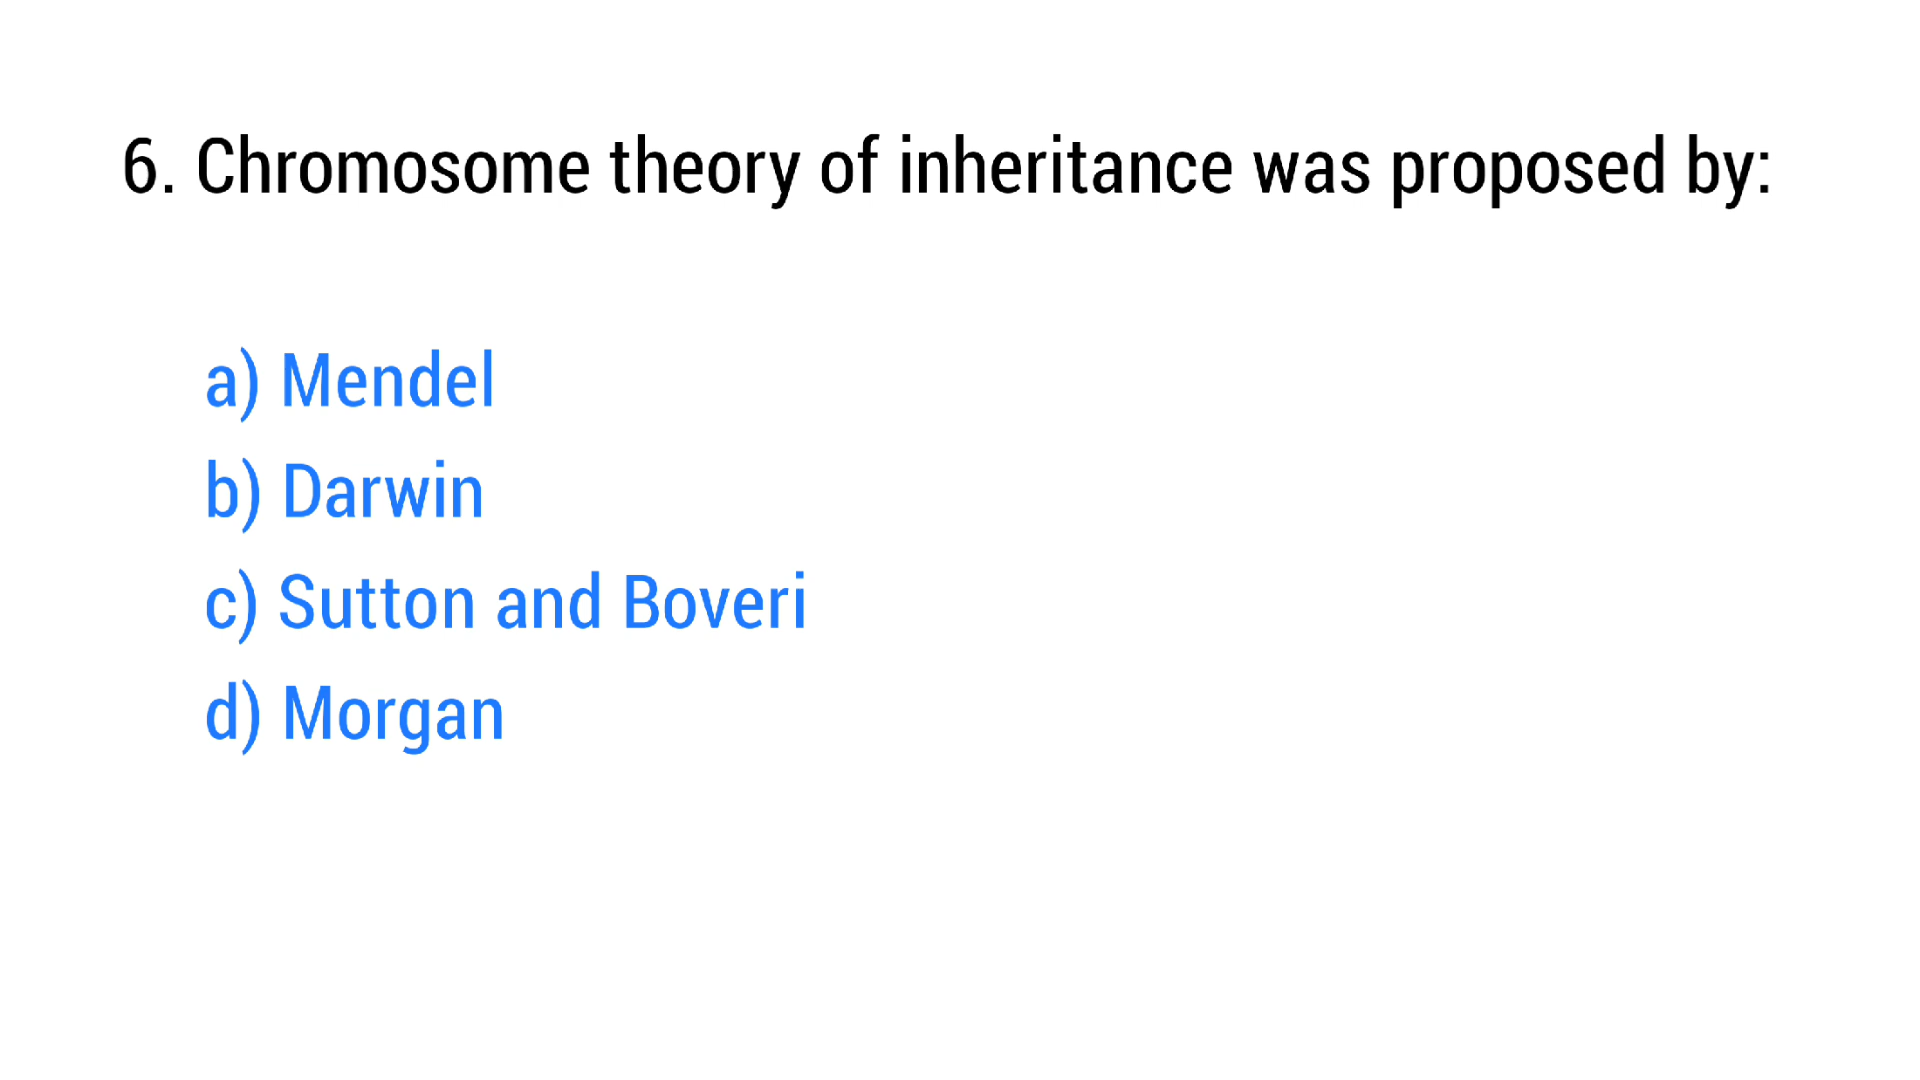 6. Chromosome theory of inheritance was proposed by:
a) Mendel
b) Darwin
c) Sutton and Boveri
d) Morgan